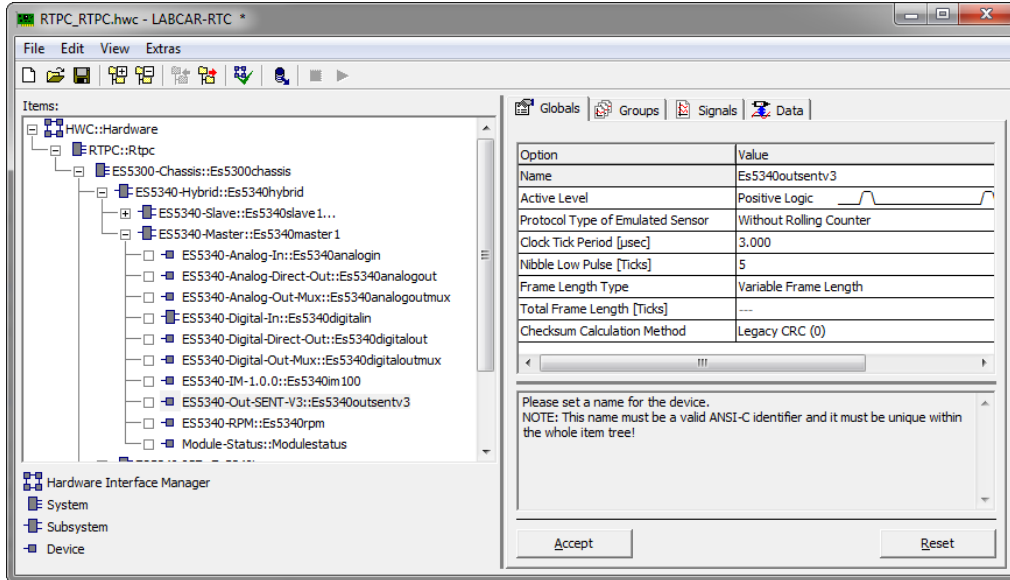 RTPC_RTPC.hwc - LABCAR-RTC *
File Edit View Extras
Items:
HWC::Hardware
RTPC::Rtpc
ES5300-Chassis::Es5300chassis
ES5340-Hybrid::Es5340hybrid
ES5340-Slave::Es5340slave1...
ES5340-Master::Es5340master1
ES5340-Analog-In::Es5340analogin
ES5340-Analog-Direct-Out::Es5340analogout
ES5340-Analog-Out-Mux::Es5340analogoutmux
ES5340-Digital-In::Es5340digitalin
ES5340-Digital-Direct-Out::Es5340digitalout
ES5340-Digital-Out-Mux::Es5340digitaloutmux
ES5340-IM-1.0.0::Es5340im100
ES5340-Out-SENT-V3::Es5340outsentv3
ES5340-RPM::Es5340rpm
Module-Status::Modulestatus
Hardware Interface Manager
System
Subsystem
Device
Globals Groups Signals Data
Option Value
Name Es5340outsentv3
Active Level Positive Logic
Protocol Type of Emulated Sensor Without Rolling Counter
Clock Tick Period [µsec] 3.000
Nibble Low Pulse [Ticks] 5
Frame Length Type Variable Frame Length
Total Frame Length [Ticks] ---
Checksum Calculation Method Legacy CRC (0)
Please set a name for the device.
NOTE: This name must be a valid ANSI-C identifier and it must be unique within
the whole item tree!
Accept Reset